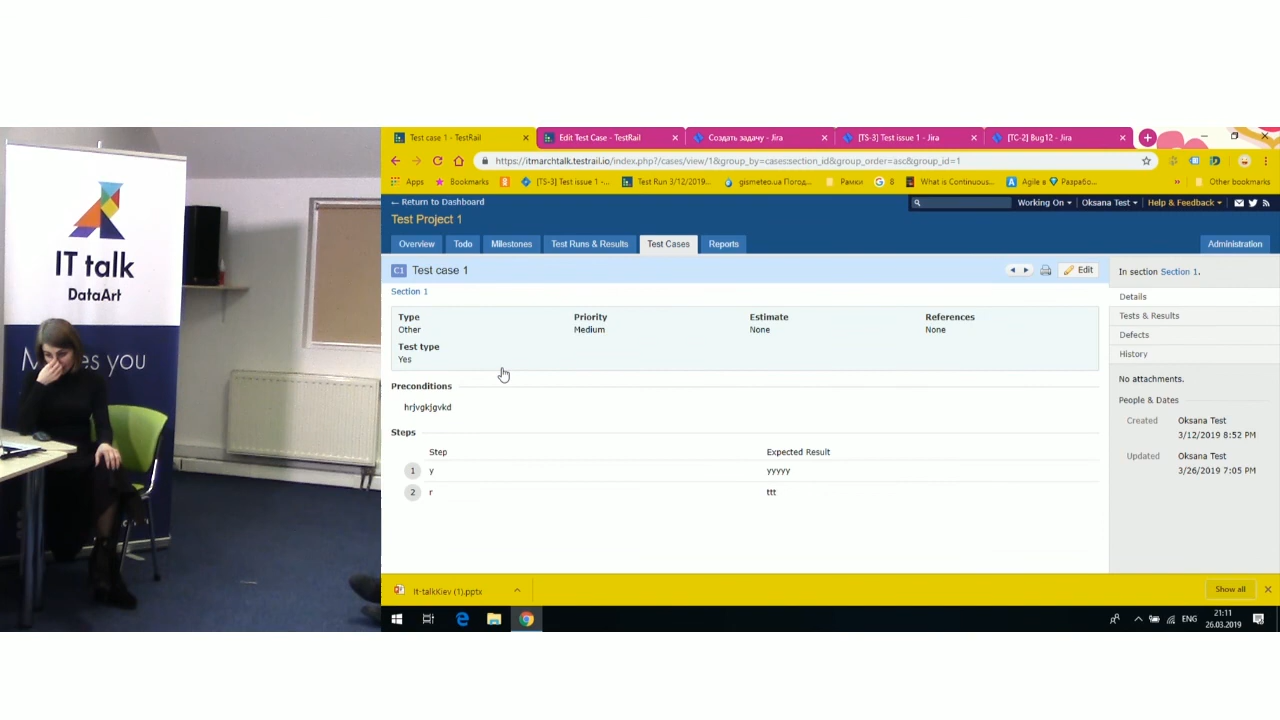 IT talk
DataArt
M es you
Test case 1 - TestRail
Edit Test Case - TestRail
Создать задачу - Jira
[TS-3] Test issue 1 - Jira
[TC-2] Bug12 - Jira
https://itmarchtalk.testrail.io/index.php?/cases/view/1&group_by=cases:section_id&group_order=asc&group_id=1
Apps
Bookmarks
[TS-3] Test issue 1 -...
Test Run 3/12/2019...
gismeteo.ua Погод...
Рамки
8
What is Continuous...
Agile в Разрабо...
Other bookmarks
← Return to Dashboard
Working On
Oksana Test
Help & Feedback
Test Project 1
Overview
Todo
Milestones
Test Runs & Results
Test Cases
Reports
Administration
C1 Test case 1
Edit
Section 1
Type Priority Estimate References
Other Medium None None
Test type
Yes
Preconditions
hrjvgkjgvkd
Steps
Step Expected Result
1 y yyyyy
2 r ttt
In section Section 1.
Details
Tests & Results
Defects
History
No attachments.
People & Dates
Created Oksana Test
3/12/2019 8:52 PM
Updated Oksana Test
3/26/2019 7:05 PM
It-talkKiev (1).pptx
Show all
ENG
21:11
26.03.2019